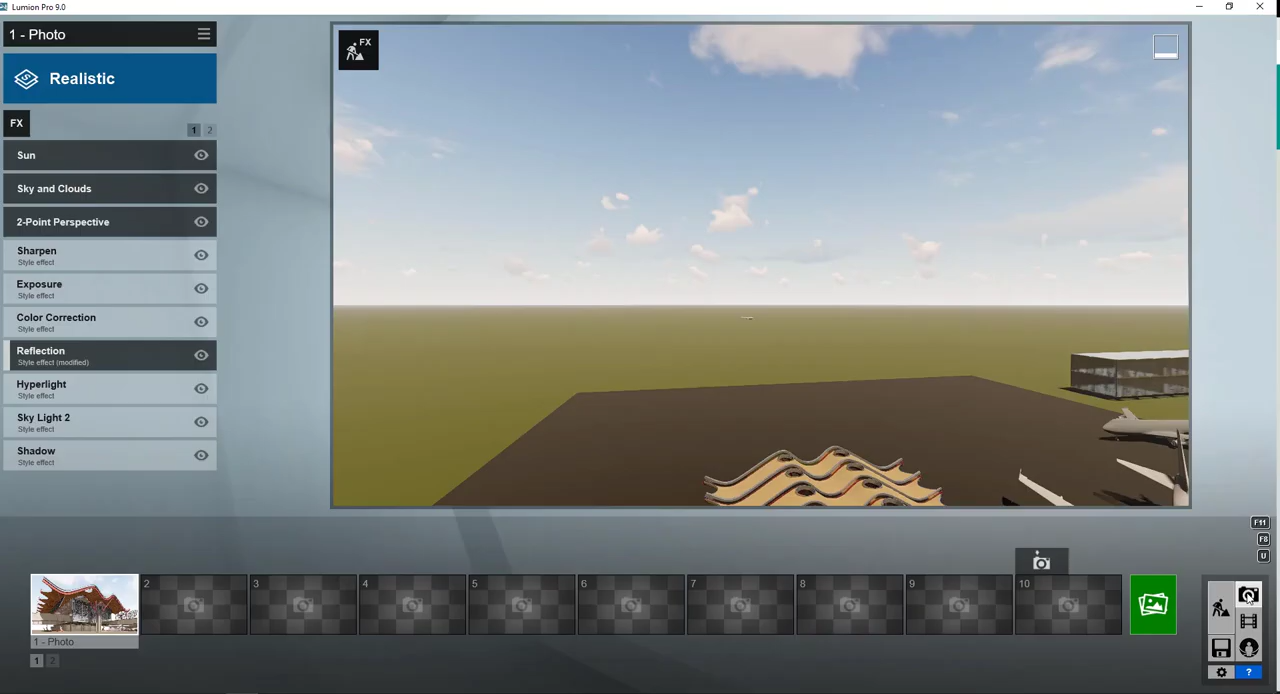 Lumion Pro 9.0
1 - Photo
Realistic
FX
1 2
Sun
Sky and Clouds
2-Point Perspective
Sharpen
Style effect
Exposure
Style effect
Color Correction
Style effect
Reflection
Style effect (modified)
Hyperlight
Style effect
Sky Light 2
Style effect
Shadow
Style effect
FX
F11
F8
U
2
3
4
5
6
7
8
9
10
1 - Photo
1 2
?